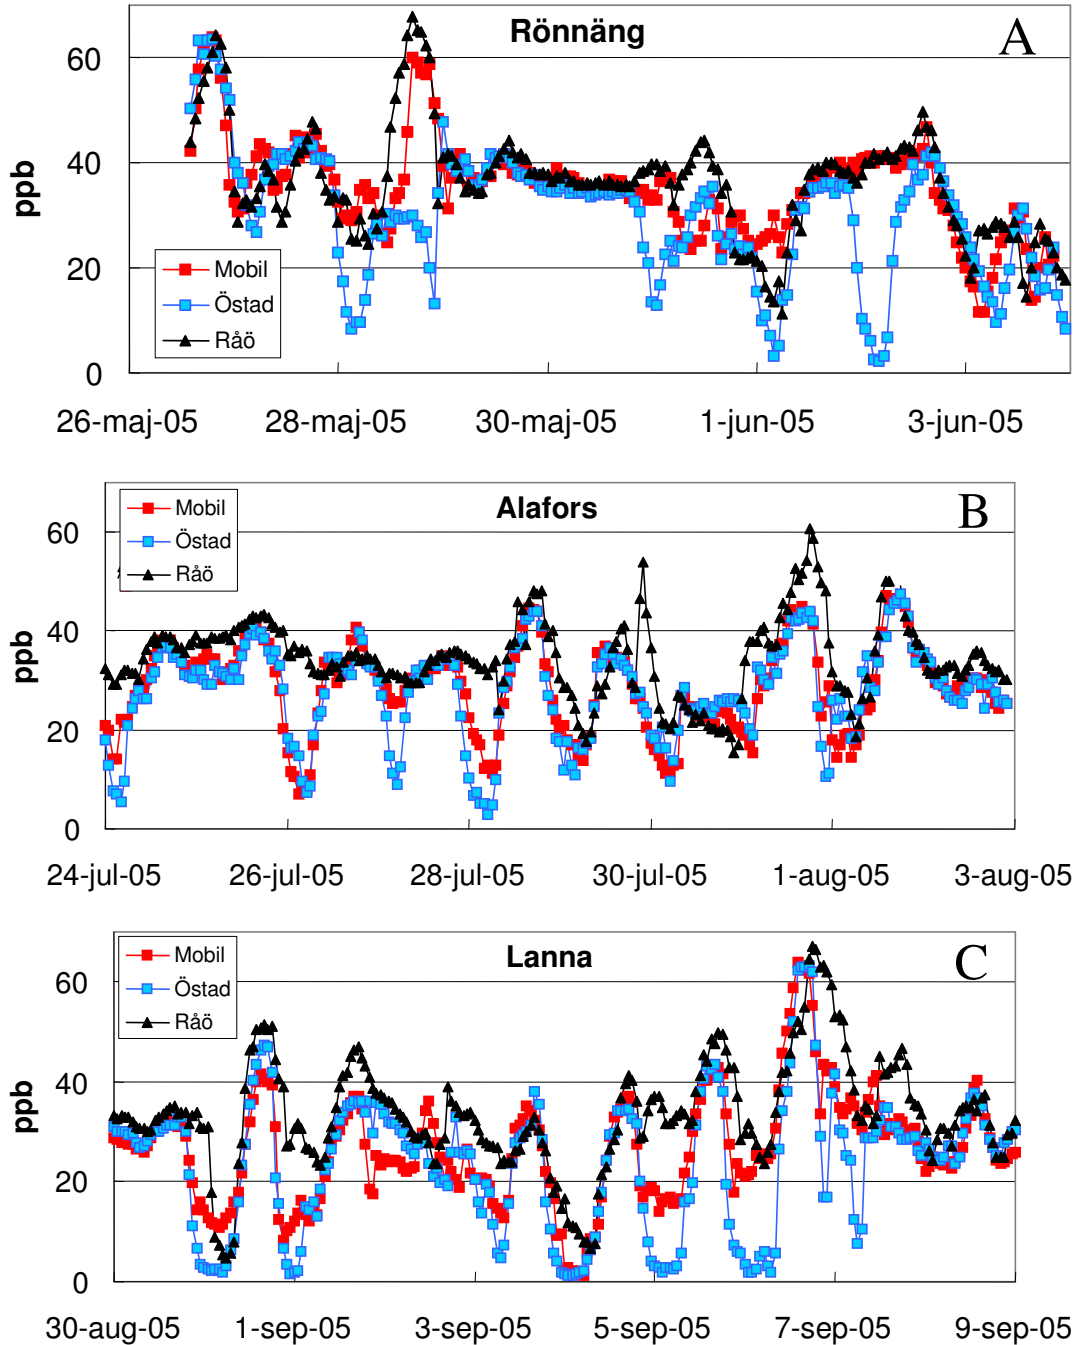 Rönnäng
A
ppb
60
40
20
0
Mobil
Östad
Råö
26-maj-05 28-maj-05 30-maj-05 1-jun-05 3-jun-05
Alafors
B
ppb
60
40
20
0
Mobil
Östad
Råö
24-jul-05 26-jul-05 28-jul-05 30-jul-05 1-aug-05 3-aug-05
Lanna
C
ppb
60
40
20
0
Mobil
Östad
Råö
30-aug-05 1-sep-05 3-sep-05 5-sep-05 7-sep-05 9-sep-05